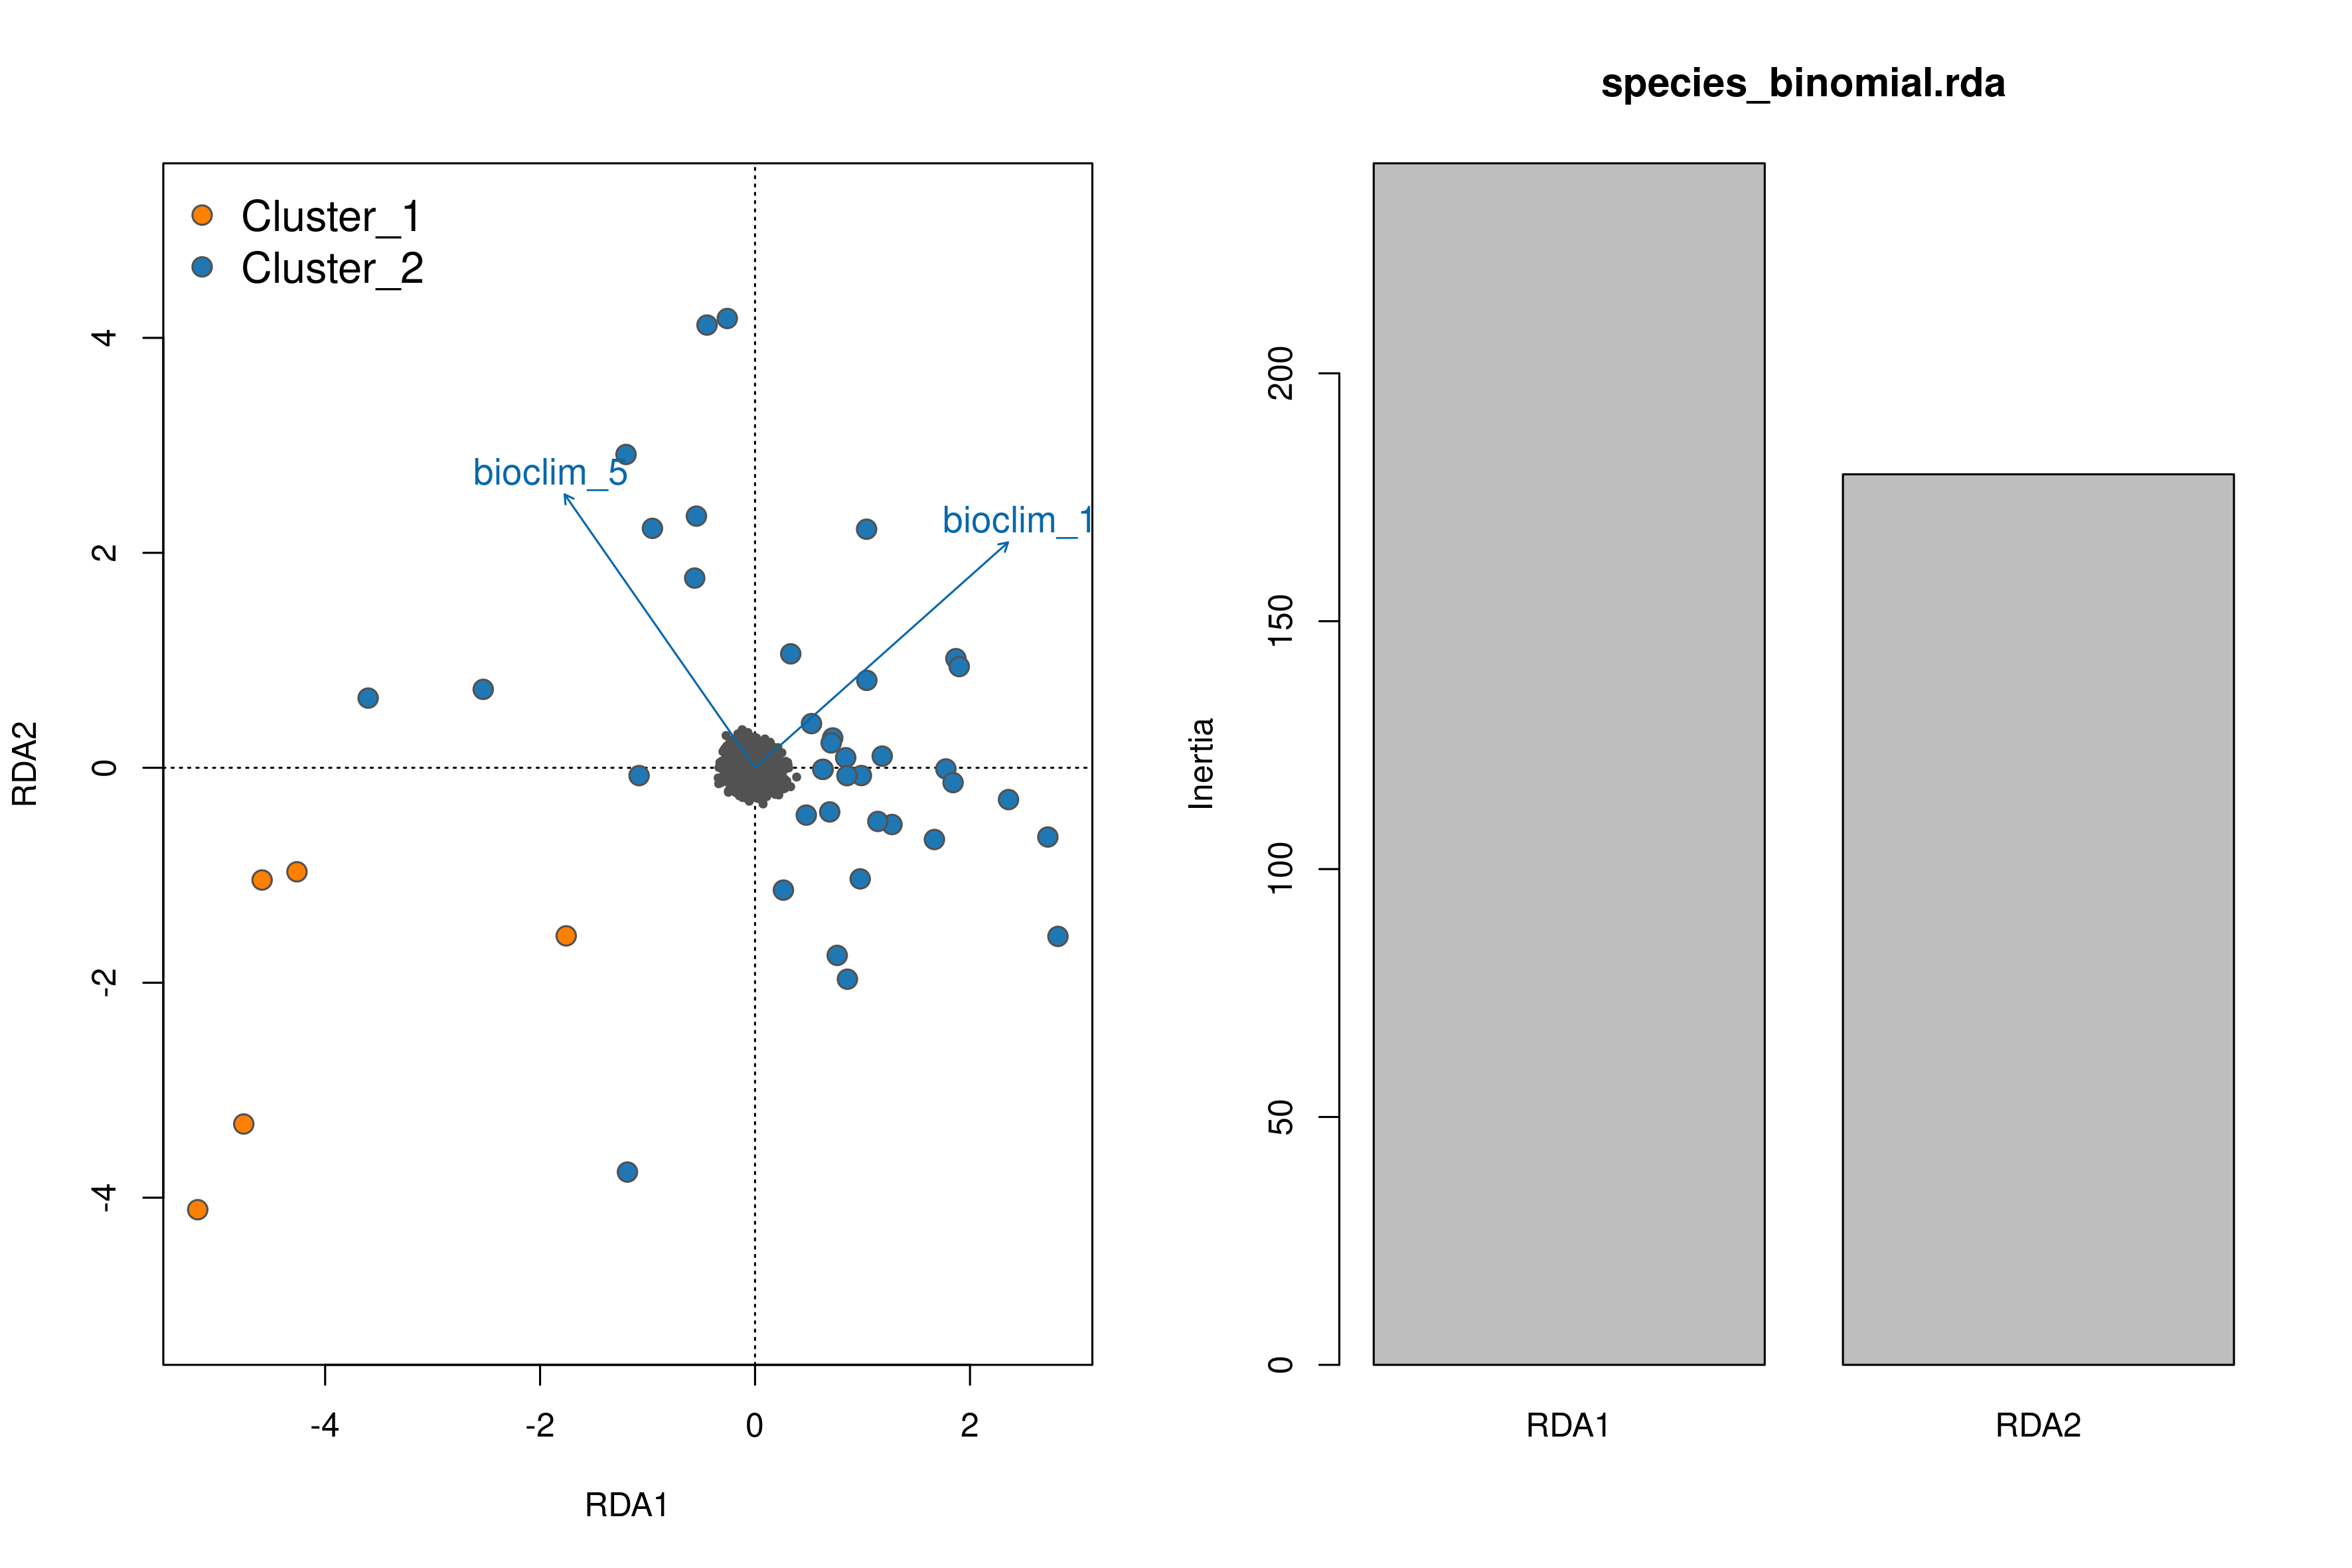 species_binomial.rda
Cluster_1
Cluster_2
bioclim_5
bioclim_1
RDA2
4
2
0
-2
-4
-4
-2
0
2
RDA1
Inertia
200
150
100
50
0
RDA1
RDA2